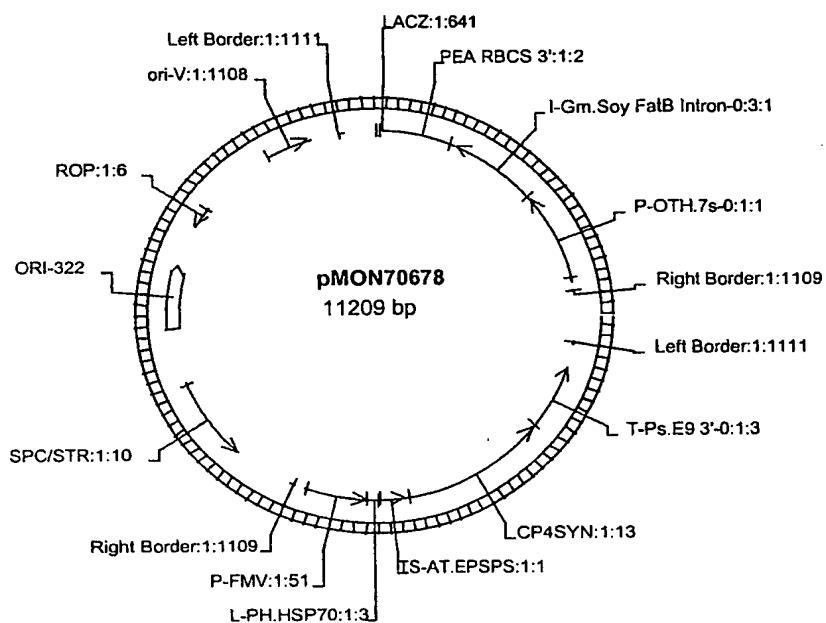 LACZ:1:641
Left Border:1:1111
PEA RBCS 3':1:2
ori-V:1:1108
I-Gm.Soy FatB Intron-0:3:1
ROP:1:6
P-OTH.7s-0:1:1
ORI-322
pMON70678
11209 bp
Right Border:1:1109
Left Border:1:1111
T-Ps.E9 3'-0:1:3
SPC/STR:1:10
CP4SYN:1:13
Right Border:1:1109
IS-AT.EPSPS:1:1
P-FMV:1:51
L-PH.HSP70:1:3